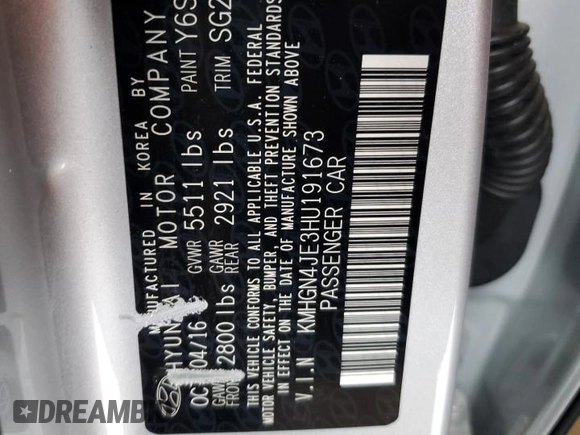 MANUFACTURED IN KOREA BY
HYUNDAI MOTOR COMPANY
04/16 GVWR 5511 lbs PAINT Y6S
GAWR FRONT 2800 lbs GAWR REAR 2921 lbs TRIM SG2
THIS VEHICLE CONFORMS TO ALL APPLICABLE U.S.A. FEDERAL
MOTOR VEHICLE SAFETY, BUMPER, AND THEFT PREVENTION STANDARDS
IN EFFECT ON THE DATE OF MANUFACTURE SHOWN ABOVE
V.I.N KMHGN4JE3HU191673
PASSENGER CAR